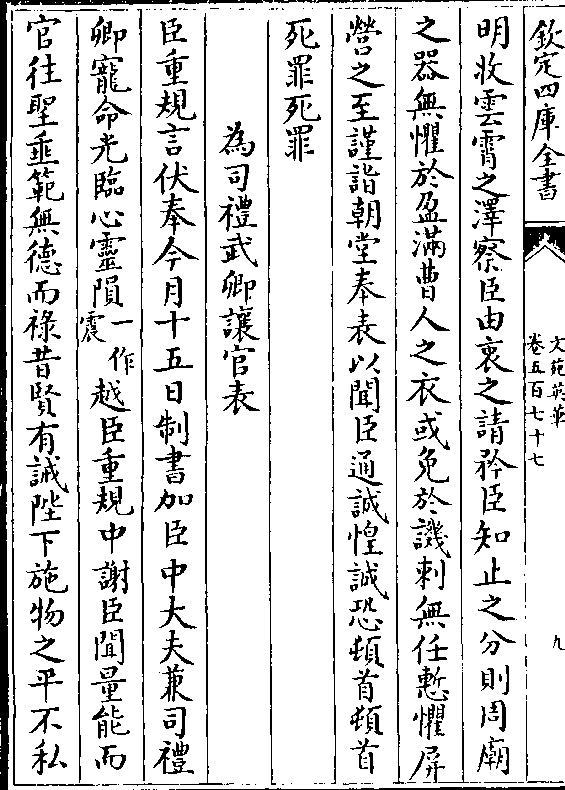 欽定四庫全書
文苑英華
卷五百七十七
九
明收雲霄之澤察臣由衷之請矜臣知止之分則周廟
之器無懼於盈滿曹人之衣或免於譏刺無任慙懼屏
營之至謹詣朝堂奉表以聞臣通誠惶誠恐頓首頓首
死罪死罪
為司禮武卿讓官表
臣重規言伏奉今月十五日制書加臣中大夫兼司禮
卿寵命光臨心靈隕一作震越臣重規中謝臣聞量能而
官往聖垂範無德而祿昔賢有誡陛下施物之平不私